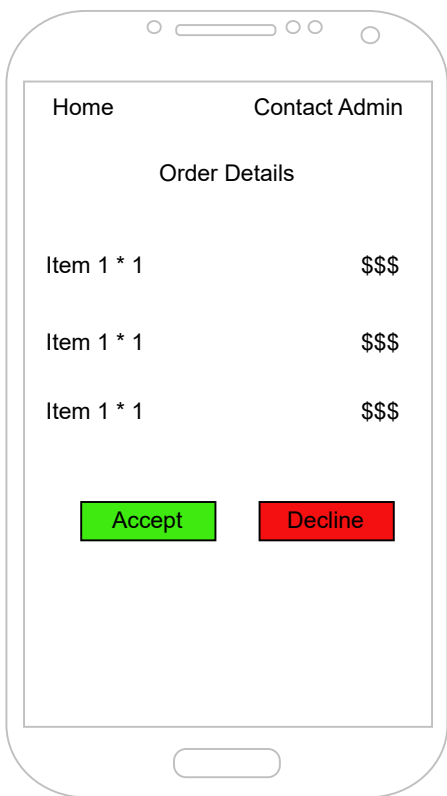 Home Contact Admin
Order Details
Item 1 * 1 $$$
Item 1 * 1 $$$
Item 1 * 1 $$$
Accept Decline